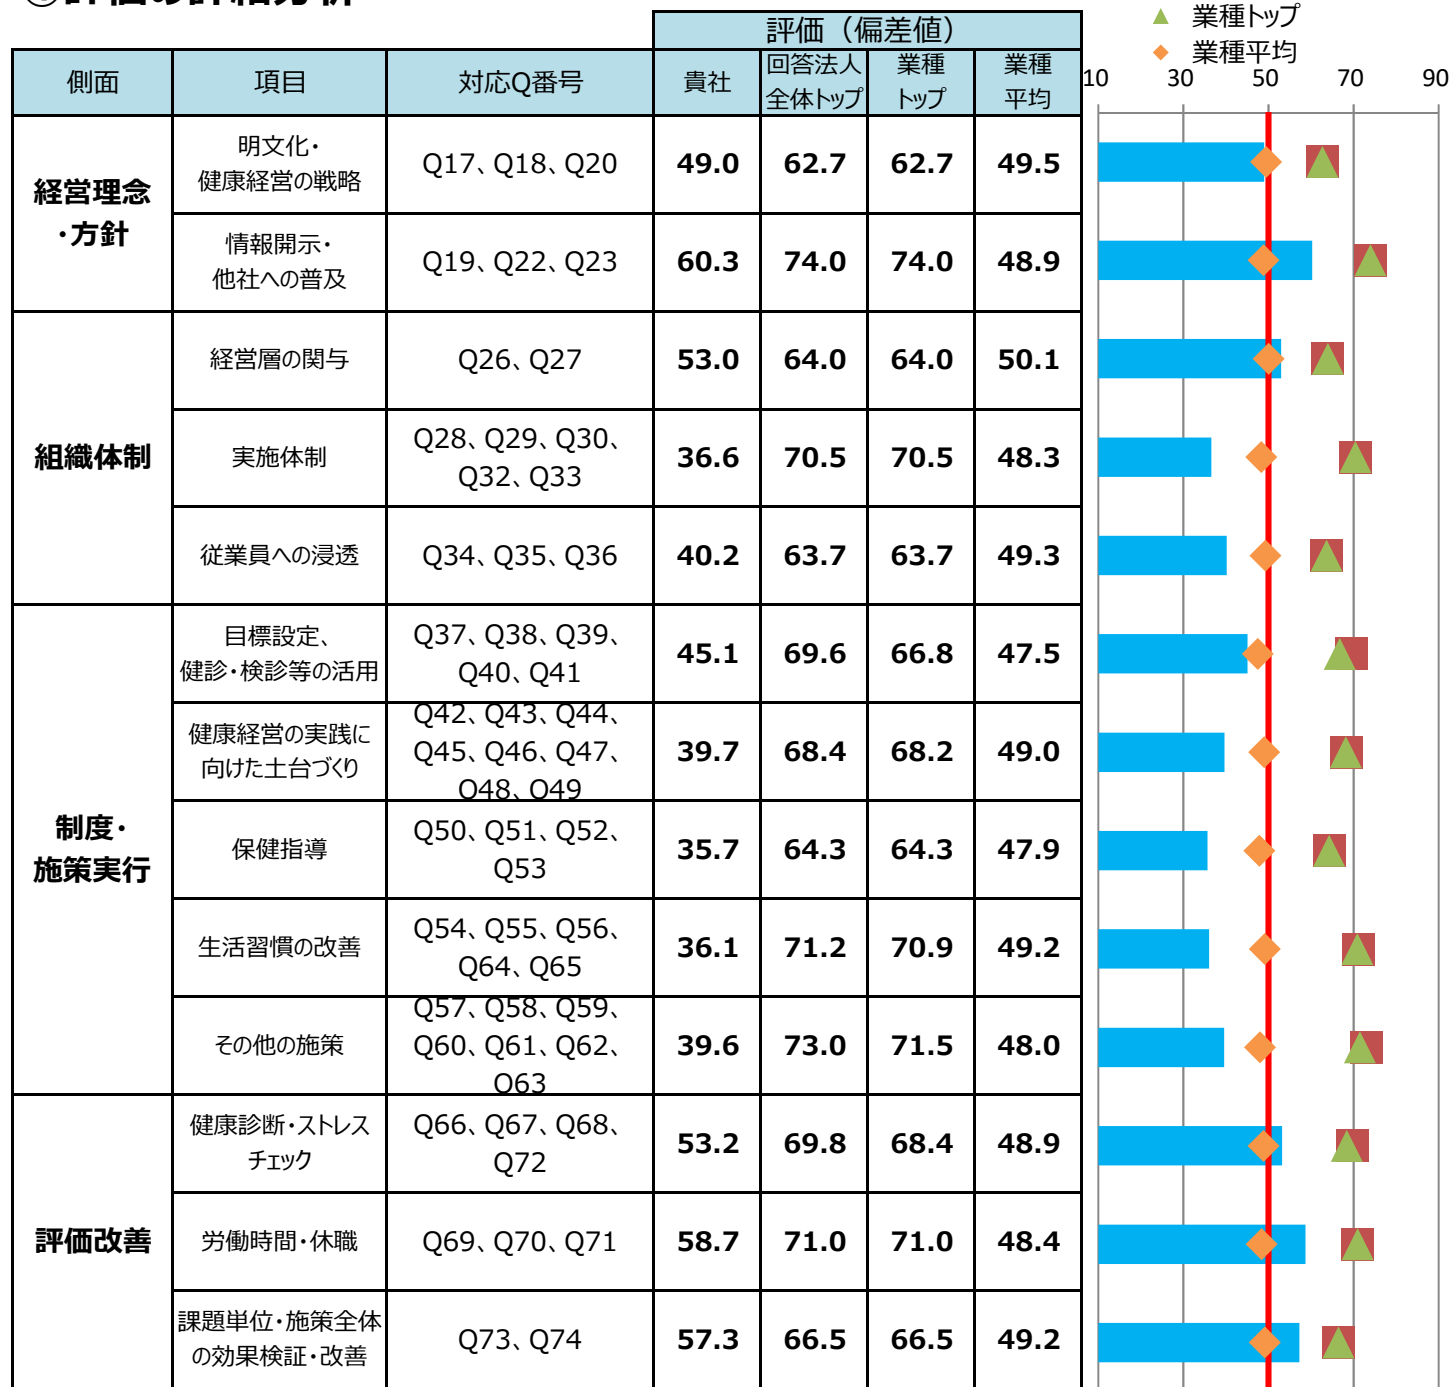 評価（偏差値）
▲ 業種トップ
◆ 業種平均
側面 項目 対応Q番号 貴社 回答法人全体トップ 業種トップ 業種平均
10 30 50 70 90
経営理念
・方針
明文化・
健康経営の戦略
Q17、Q18、Q20
49.0 62.7 62.7 49.5
情報開示・
他社への普及
Q19、Q22、Q23
60.3 74.0 74.0 48.9
組織体制
経営層の関与
Q26、Q27
53.0 64.0 64.0 50.1
実施体制
Q28、Q29、Q30、
Q32、Q33
36.6 70.5 70.5 48.3
従業員への浸透
Q34、Q35、Q36
40.2 63.7 63.7 49.3
制度・
施策実行
目標設定、
健診・検診等の活用
Q37、Q38、Q39、
Q40、Q41
45.1 69.6 66.8 47.5
健康経営の実践に
向けた土台づくり
Q42、Q43、Q44、
Q45、Q46、Q47、
Q48、Q49
39.7 68.4 68.2 49.0
保健指導
Q50、Q51、Q52、
Q53
35.7 64.3 64.3 47.9
生活習慣の改善
Q54、Q55、Q56、
Q64、Q65
36.1 71.2 70.9 49.2
その他の施策
Q57、Q58、Q59、
Q60、Q61、Q62、
Q63
39.6 73.0 71.5 48.0
評価改善
健康診断・ストレス
チェック
Q66、Q67、Q68、
Q72
53.2 69.8 68.4 48.9
労働時間・休職
Q69、Q70、Q71
58.7 71.0 71.0 48.4
課題単位・施策全体
の効果検証・改善
Q73、Q74
57.3 66.5 66.5 49.2